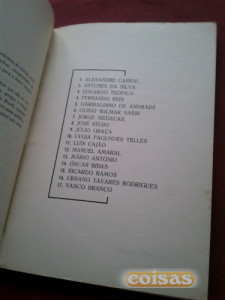 1. ALEXANDRE CABRAL
2. ANTUNES DA SILVA
3. EDUARDO TEÓFILO
4. FERNANDO REIS
5. GARIBALDINO DE ANDRADE
6. GUIDO WILMAR SASSI
7. JORGE MEDAUAR
8. JOSÉ RÉGIO
9. JÚLIO GRAÇA
10. LYGIA FAGUNDES TELLES
11. LUÍS CAJÃO
12. MANUEL AMARAL
13. MÁRIO ANTÓNIO
14. ÓSCAR RIBAS
15. RICARDO RAMOS
16. URBANO TAVARES RODRIGUES
17. VASCO BRANCO
coisas